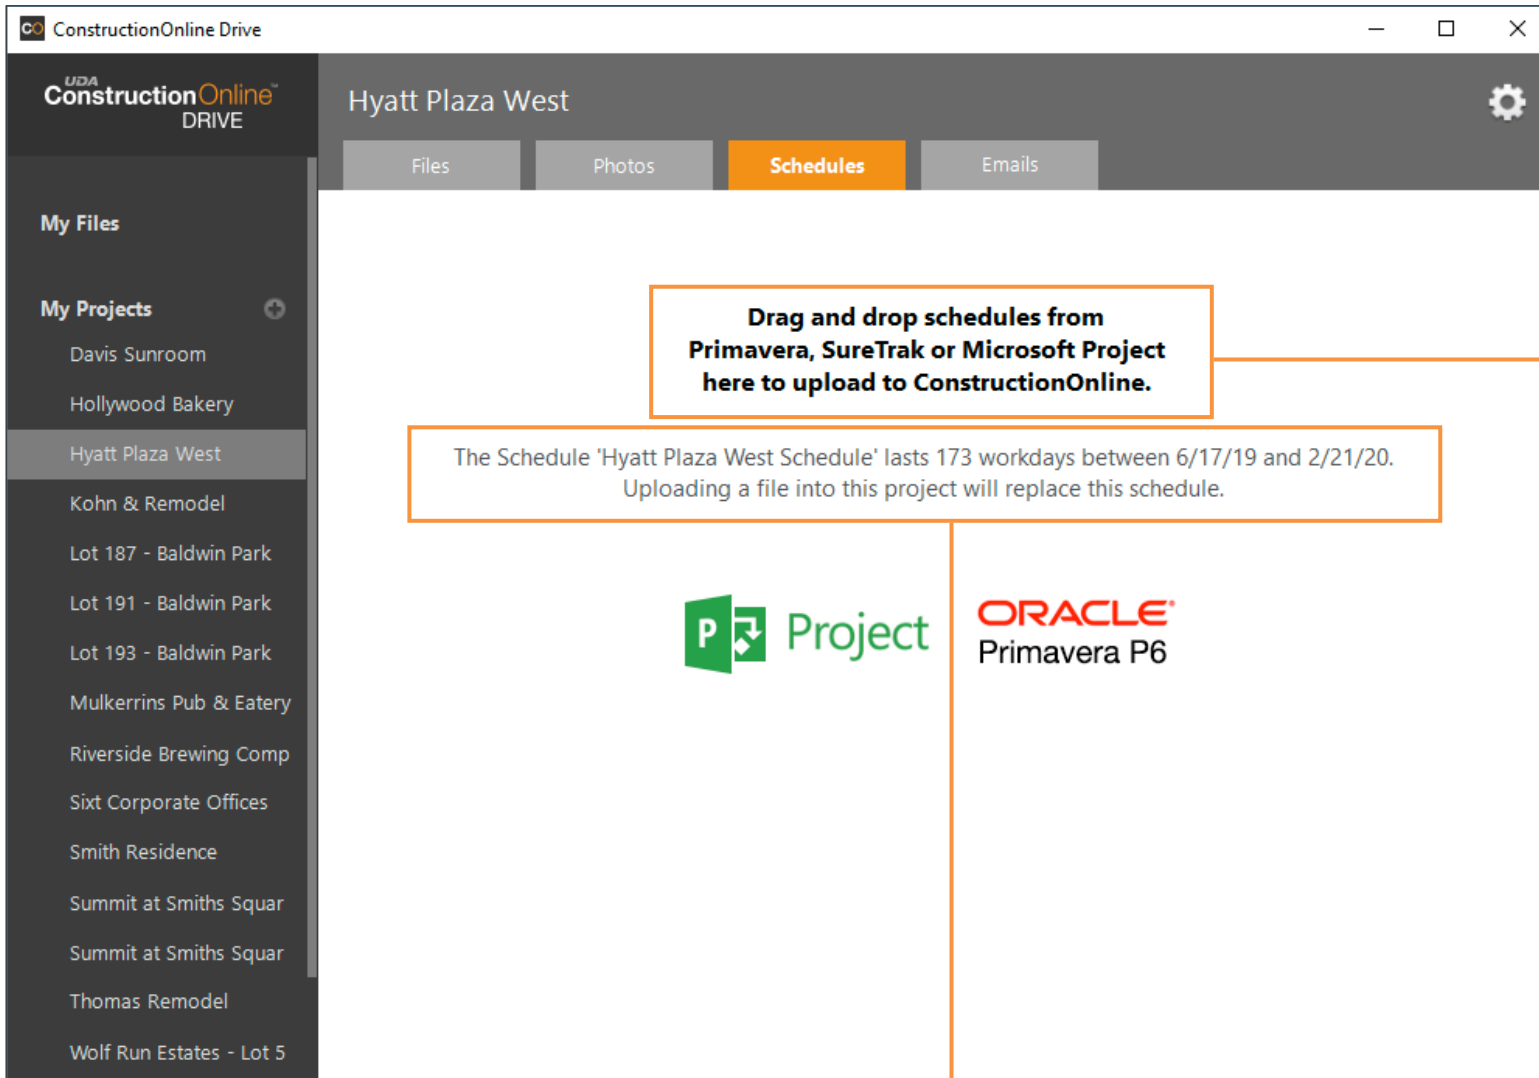 CO ConstructionOnline Drive
UDA
ConstructionOnline™
DRIVE
Hyatt Plaza West
Files
Photos
Schedules
Emails
My Files
My Projects
Davis Sunroom
Hollywood Bakery
Hyatt Plaza West
Kohn & Remodel
Lot 187 - Baldwin Park
Lot 191 - Baldwin Park
Lot 193 - Baldwin Park
Mulkerrins Pub & Eatery
Riverside Brewing Comp
Sixt Corporate Offices
Smith Residence
Summit at Smiths Squar
Summit at Smiths Squar
Thomas Remodel
Wolf Run Estates - Lot 5
Drag and drop schedules from
Primavera, SureTrak or Microsoft Project
here to upload to ConstructionOnline.
The Schedule 'Hyatt Plaza West Schedule' lasts 173 workdays between 6/17/19 and 2/21/20.
Uploading a file into this project will replace this schedule.
P Project
ORACLE®
Primavera P6